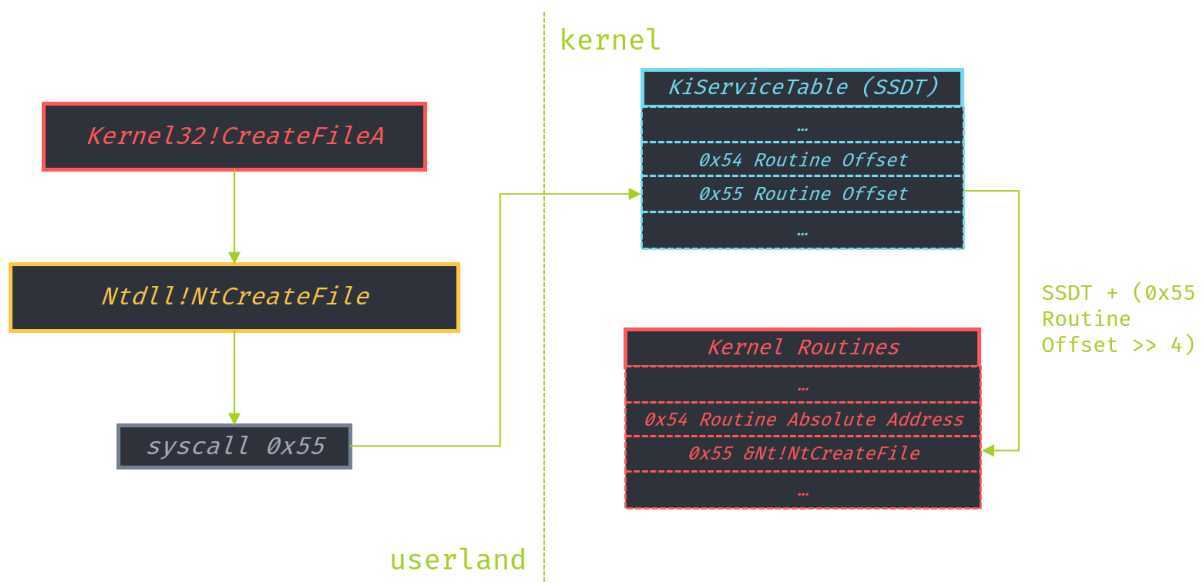 kernel
KiServiceTable (SSDT)
…
0x54 Routine Offset
0x55 Routine Offset
…
Kernel32!CreateFileA
Ntdll!NtCreateFile
syscall 0x55
SSDT + (0x55
Routine
Offset >> 4)
Kernel Routines
…
0x54 Routine Absolute Address
0x55 &Nt!NtCreateFile
…
userland